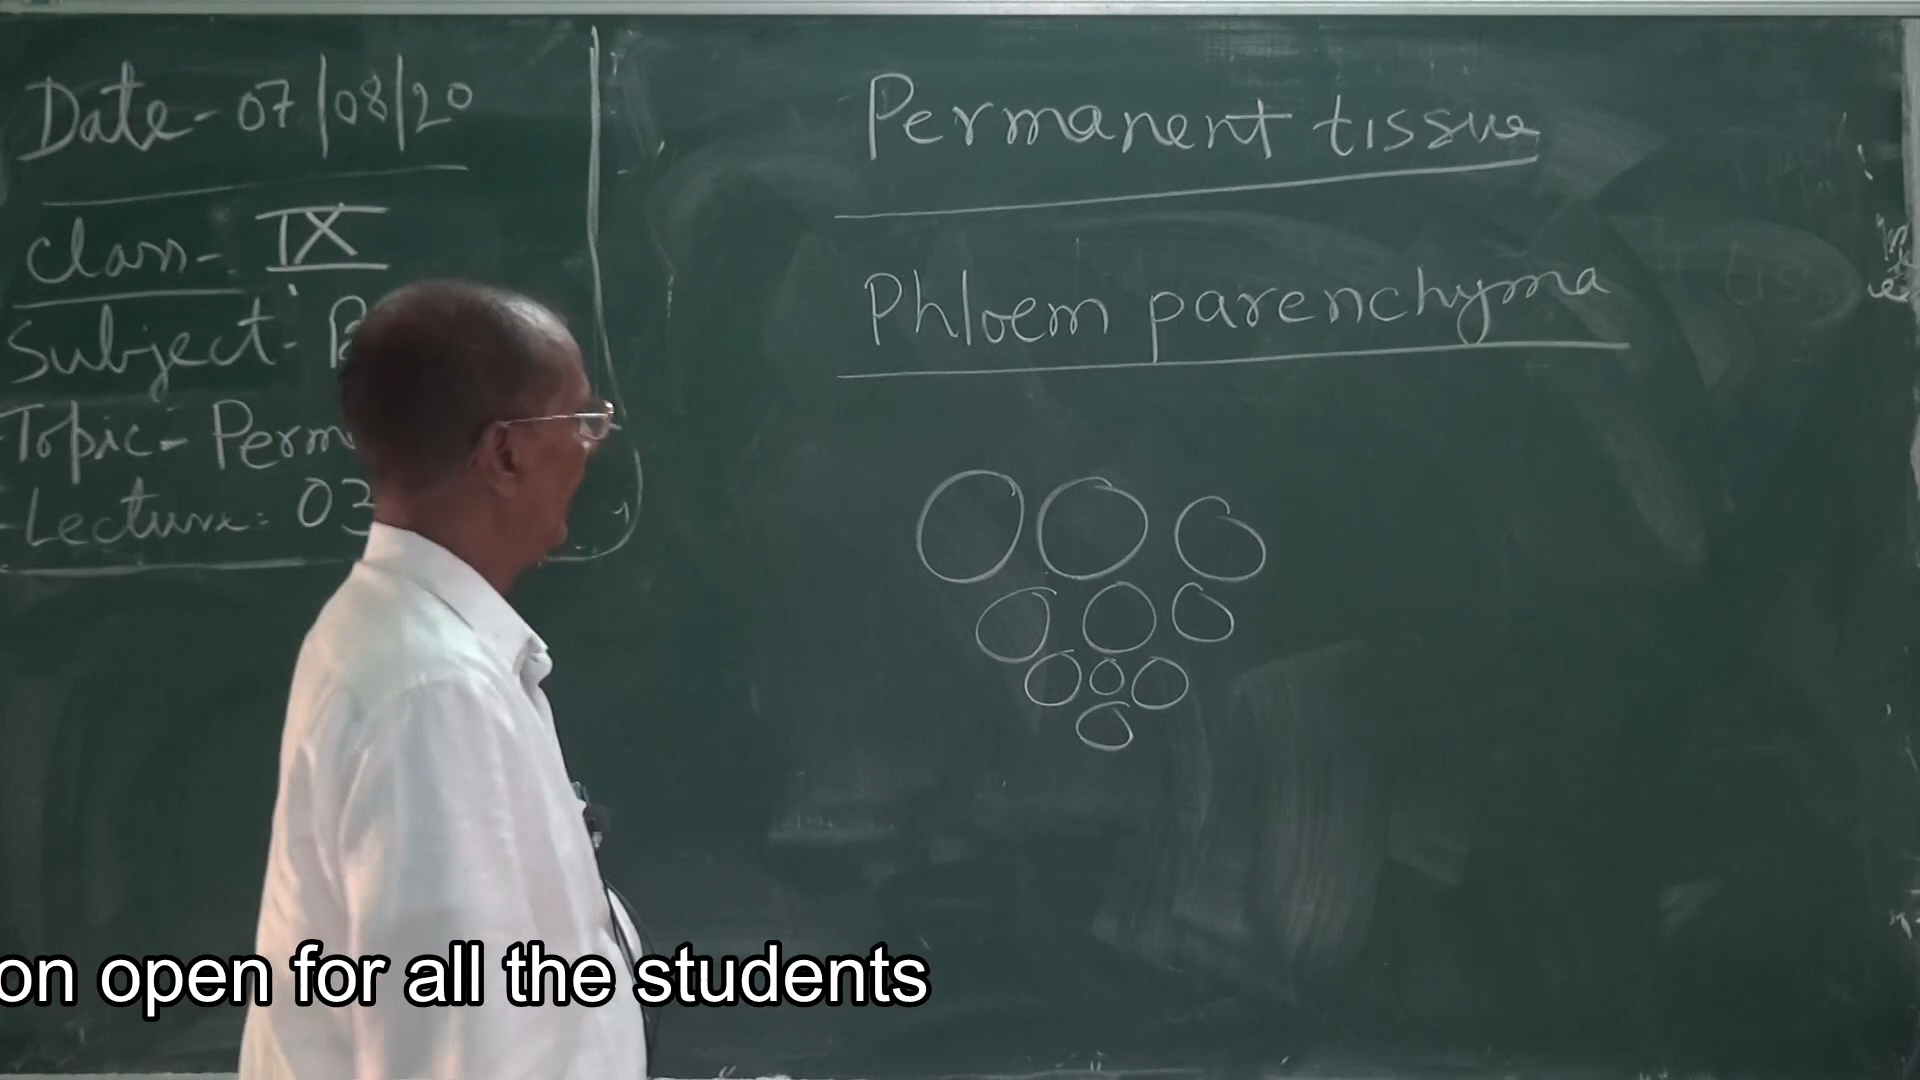 Date- 07/08/20
Class- IX
Subject-
Topic- Perm
Lecture: 03
Permanent tissue
Phloem parenchyma
on open for all the students